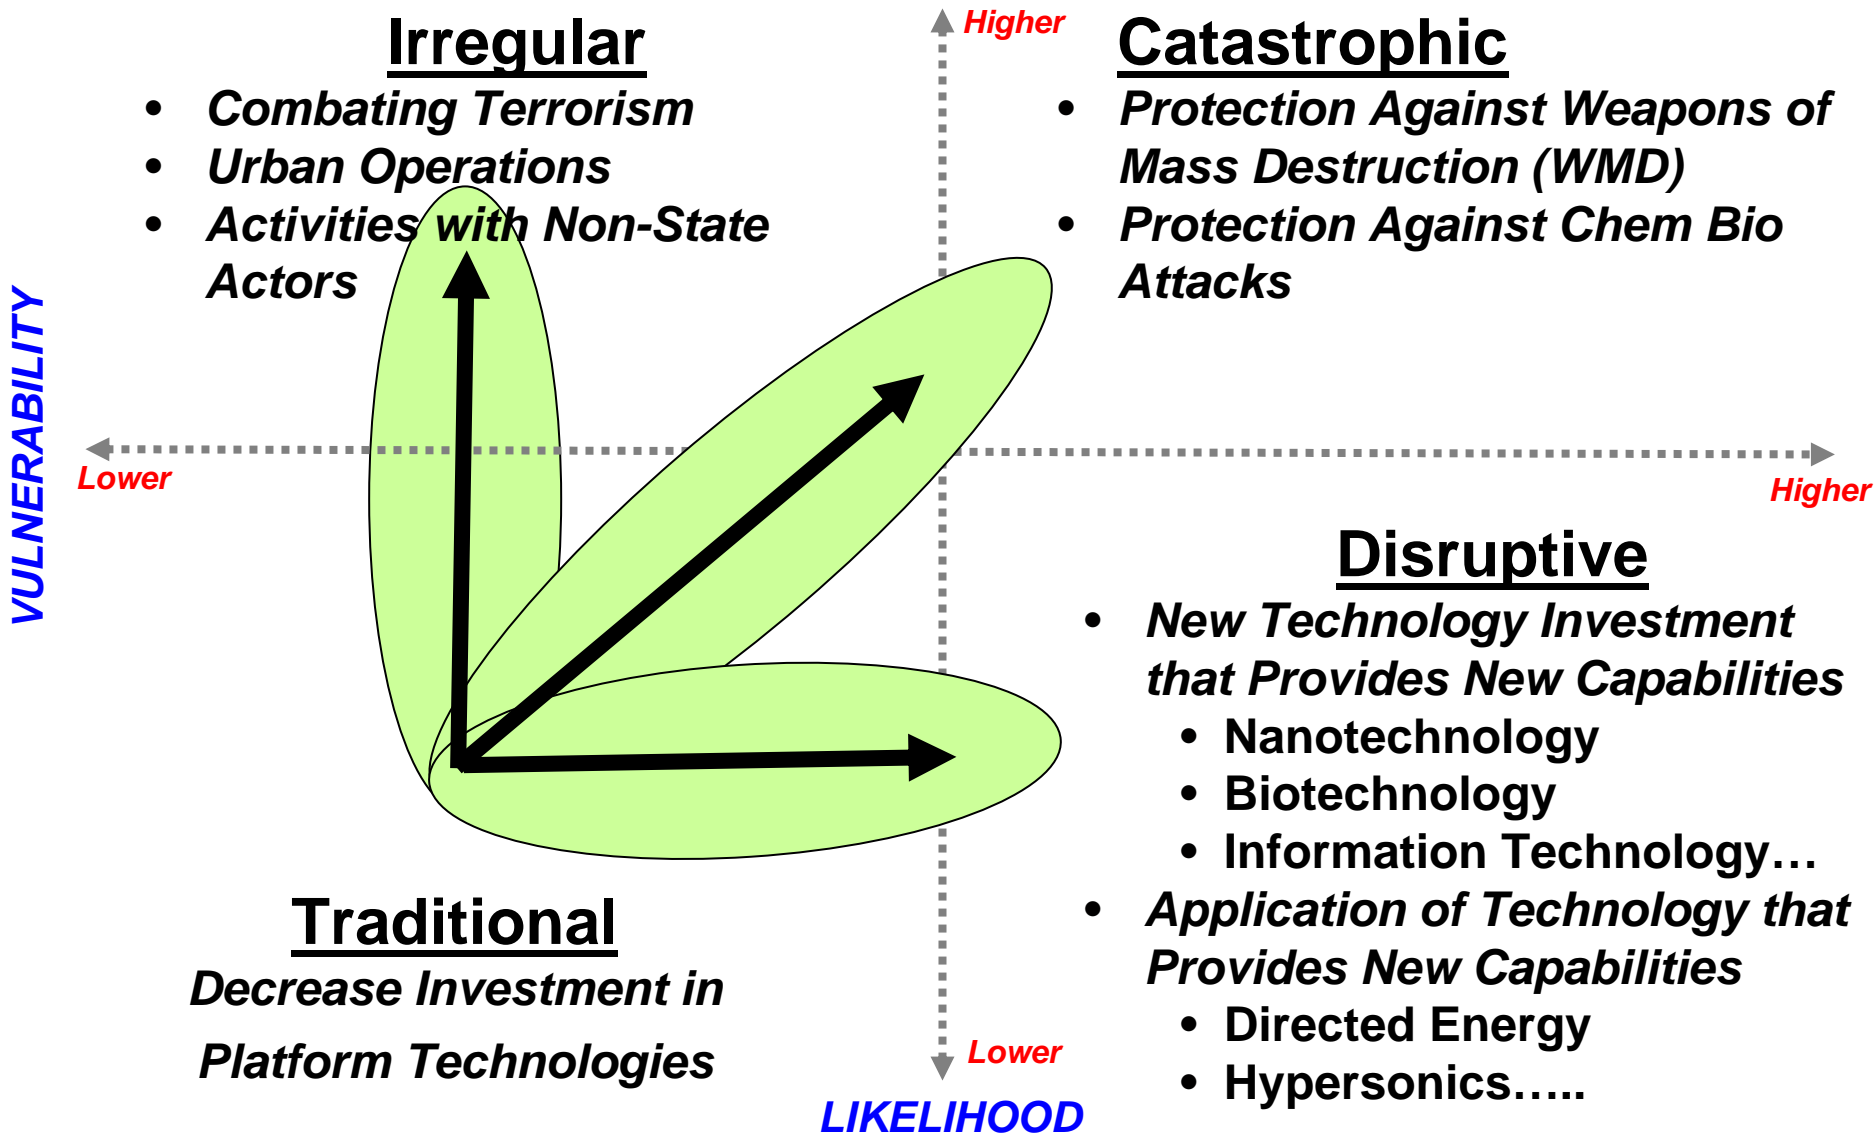 Irregular
• Combating Terrorism
• Urban Operations
• Activities with Non-State
Actors
Higher
Catastrophic
• Protection Against Weapons of
Mass Destruction (WMD)
• Protection Against Chem Bio
Attacks
VULNERABILITY
Lower
Higher
Traditional
Decrease Investment in
Platform Technologies
Disruptive
• New Technology Investment
that Provides New Capabilities
• Nanotechnology
• Biotechnology
• Information Technology…
• Application of Technology that
Provides New Capabilities
• Directed Energy
• Hypersonics…..
Lower
LIKELIHOOD